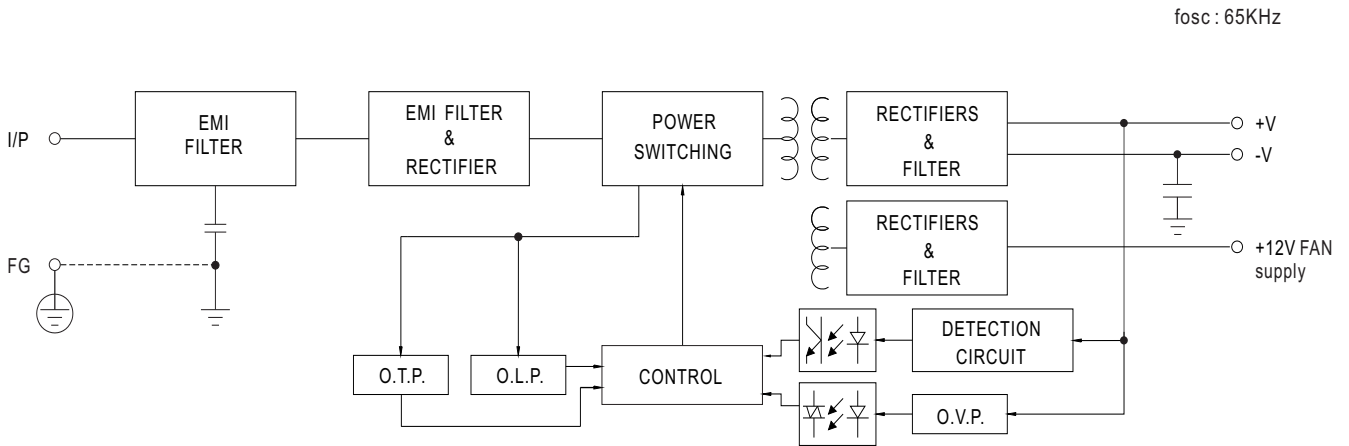 fosc : 65KHz
I/P
EMI
FILTER
EMI FILTER
&
RECTIFIER
POWER
SWITCHING
RECTIFIERS
&
FILTER
+V
-V
RECTIFIERS
&
FILTER
+12V FAN
supply
FG
DETECTION
CIRCUIT
O.T.P.
O.L.P.
CONTROL
O.V.P.